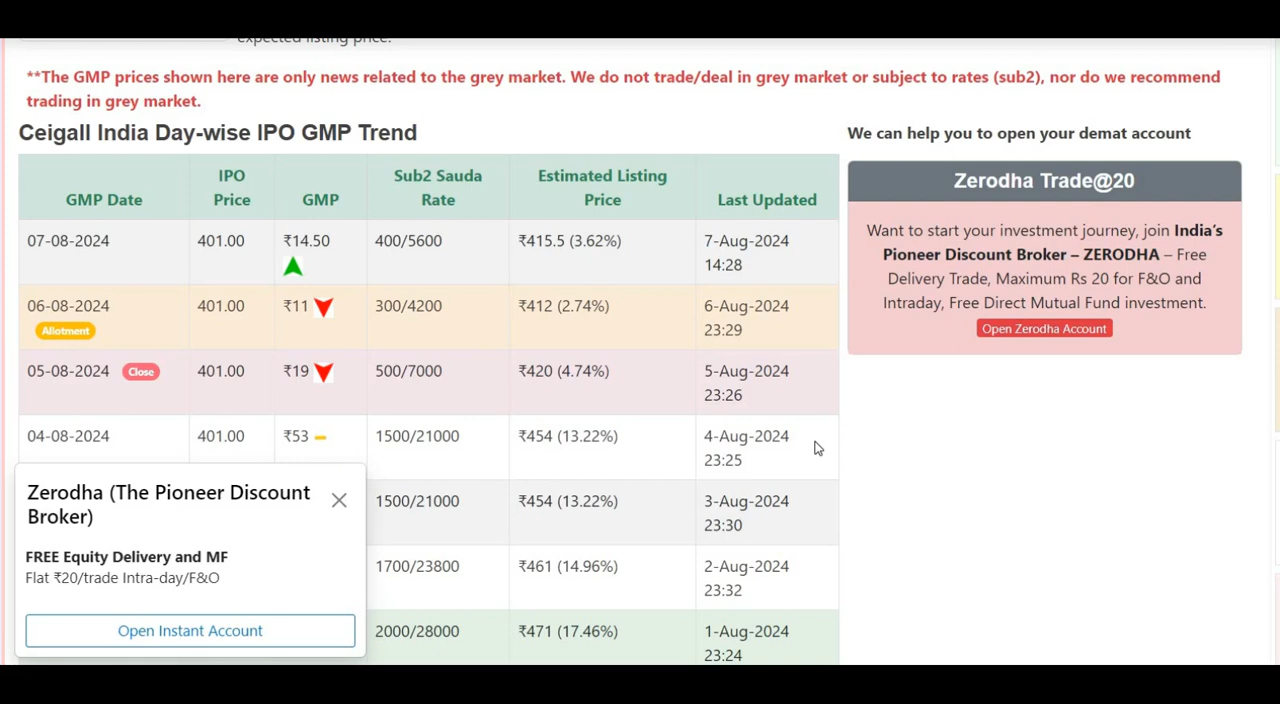 expected listing price.
**The GMP prices shown here are only news related to the grey market. We do not trade/deal in grey market or subject to rates (sub2), nor do we recommend
trading in grey market.
Ceigall India Day-wise IPO GMP Trend
GMP Date IPO Price GMP Sub2 Sauda Rate Estimated Listing Price Last Updated
07-08-2024 401.00 ₹14.50 400/5600 ₹415.5 (3.62%) 7-Aug-2024
14:28
06-08-2024 401.00 ₹11 300/4200 ₹412 (2.74%) 6-Aug-2024
Allotment 23:29
05-08-2024 Close 401.00 ₹19 500/7000 ₹420 (4.74%) 5-Aug-2024
23:26
04-08-2024 401.00 ₹53 1500/21000 ₹454 (13.22%) 4-Aug-2024
23:25
1500/21000 ₹454 (13.22%) 3-Aug-2024
23:30
1700/23800 ₹461 (14.96%) 2-Aug-2024
23:32
2000/28000 ₹471 (17.46%) 1-Aug-2024
23:24
Zerodha (The Pioneer Discount
Broker)
FREE Equity Delivery and MF
Flat ₹20/trade Intra-day/F&O
Open Instant Account
We can help you to open your demat account
Zerodha Trade@20
Want to start your investment journey, join India's
Pioneer Discount Broker – ZERODHA – Free
Delivery Trade, Maximum Rs 20 for F&O and
Intraday, Free Direct Mutual Fund investment.
Open Zerodha Account